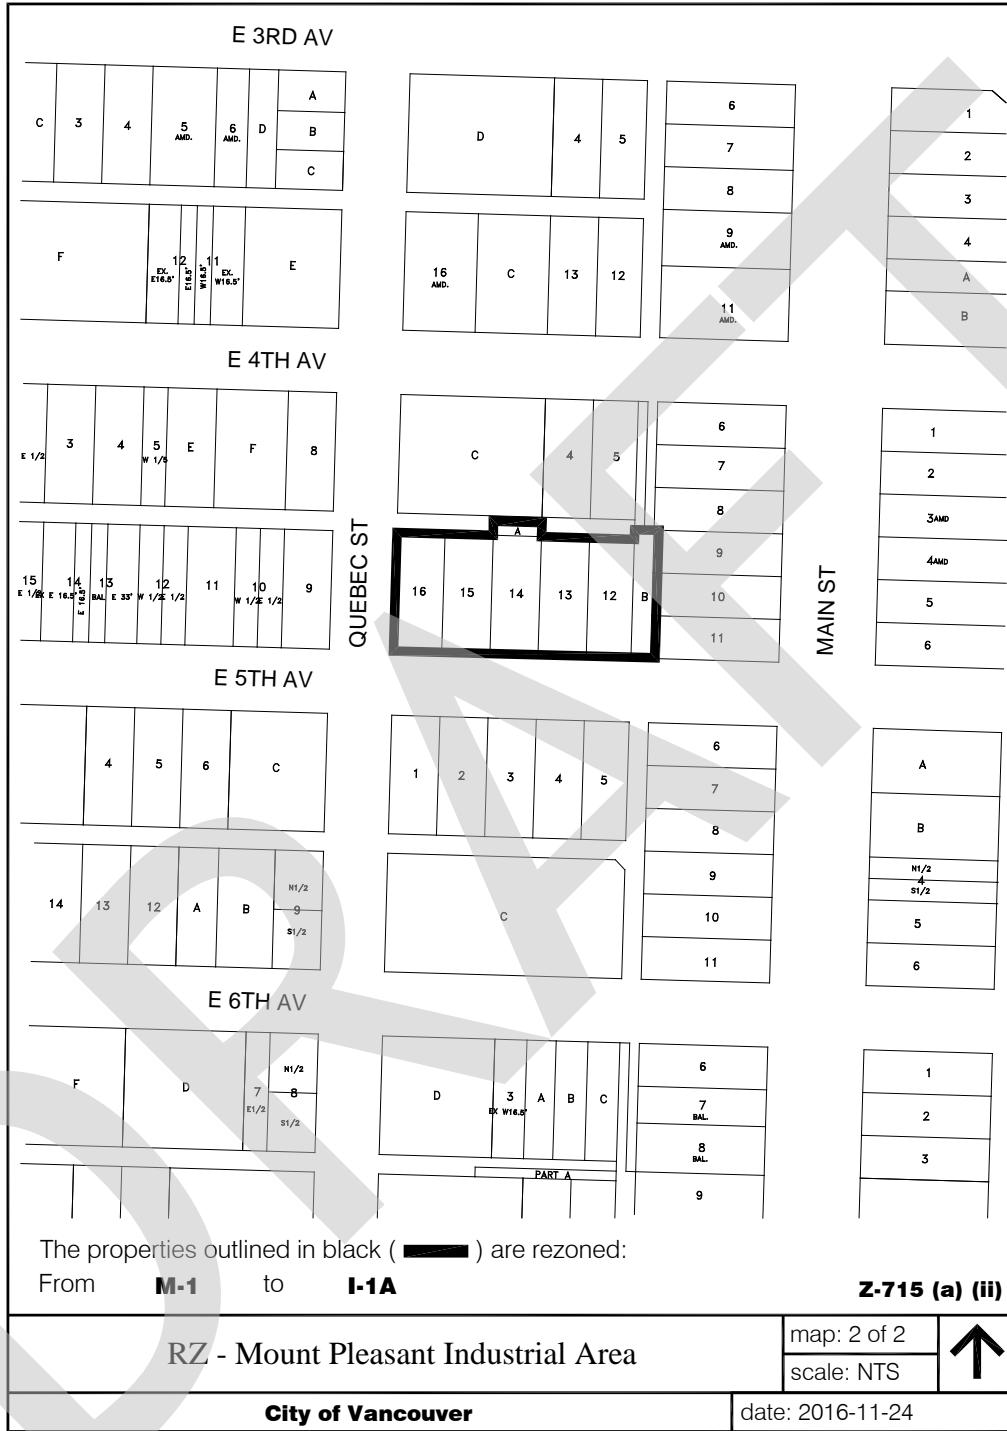 E 3RD AV
C 3 4 5 AMD. 6 AMD. D A B C
D 4 5
6
7
8
9 AMD.
11 AMD.
1
2
3
4
A
B
F 12 EX. E16.5' E16.5' 11 W16.5' EX. W16.5' E
16 AMD. C 13 12
E 4TH AV
E 1/2 3 4 5 W 1/5 E F 8
C 4 5
6
7
8
9
10
11
1
2
3AMD
4AMD
5
6
QUEBEC ST
MAIN ST
15 E 1/2 14 EX E 16.5' E 16.5' 13 BAL E 33' 12 W 1/2 E 1/2 11 10 W 1/2 E 1/2 9
A
16 15 14 13 12 B
E 5TH AV
4 5 6 C
1 2 3 4 5
6
7
8
9
10
11
A
B
N1/2
4
S1/2
5
6
14 13 12 A B N1/2 9 S1/2
C
E 6TH AV
F D 7 E1/2 N1/2 8 S1/2
D 3 EX W16.5' A B C
PART A
6
7 BAL.
8 BAL.
9
1
2
3
DRAFT
The properties outlined in black ( ) are rezoned:
From M-1 to I-1A
Z-715 (a) (ii)
RZ - Mount Pleasant Industrial Area
map: 2 of 2
scale: NTS
City of Vancouver
date: 2016-11-24